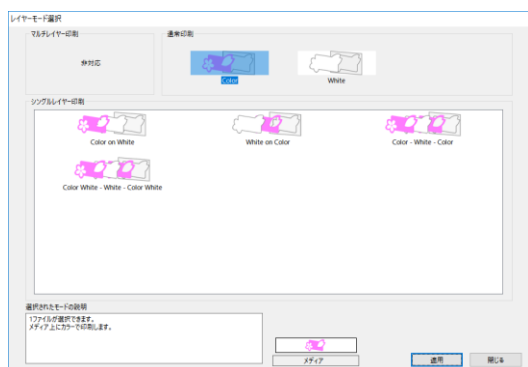 レイヤーモード選択
マルチレイヤー印刷
通常印刷
非対応
Color
White
シングルレイヤー印刷
Color on White
White on Color
Color - White - Color
Color White - White - Color White
選択されたモードの説明
1ファイルが選択できます。
メディア上にカラーで印刷します。
メディア
適用
閉じる